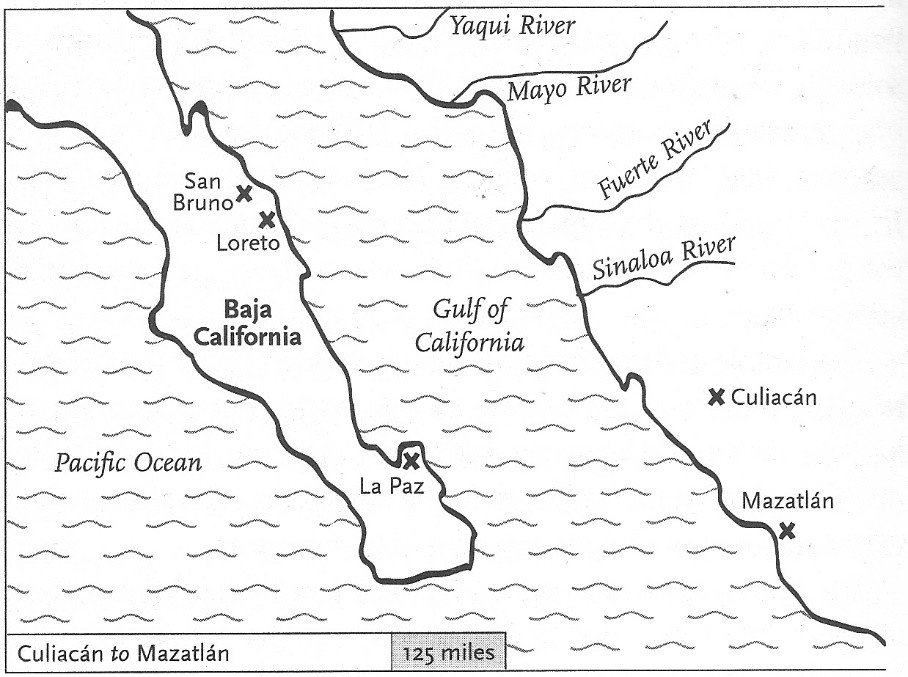 Yaqui River
Mayo River
Fuerte River
San
Bruno
Loreto
Sinaloa River
Baja
California
Gulf of
California
Culiacán
Pacific Ocean
La Paz
Mazatlán
Culiacán to Mazatlán 125 miles